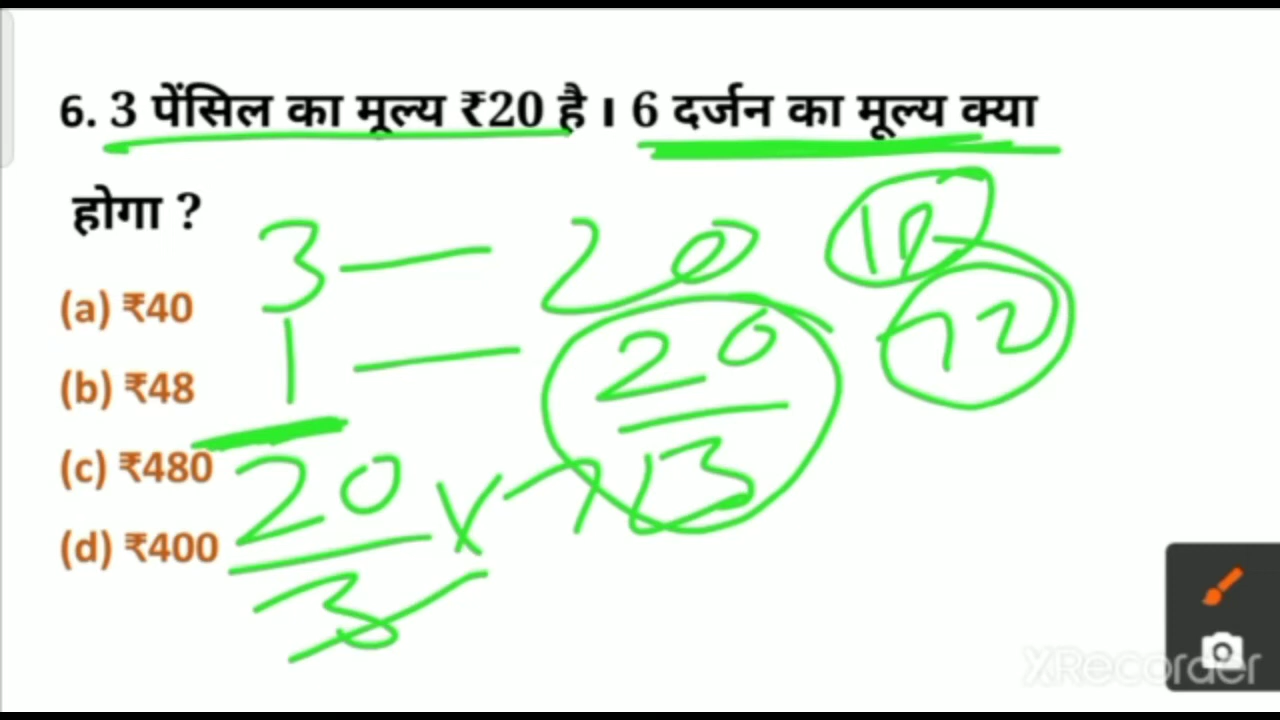 6. 3 पेंसिल का मूल्य ₹20 है । 6 दर्जन का मूल्य क्या
होगा ?
(a) ₹40
(b) ₹48
(c) ₹480
(d) ₹400
3 — 20
1 — 20
3
12
72
20 x 72
3
XRecorder